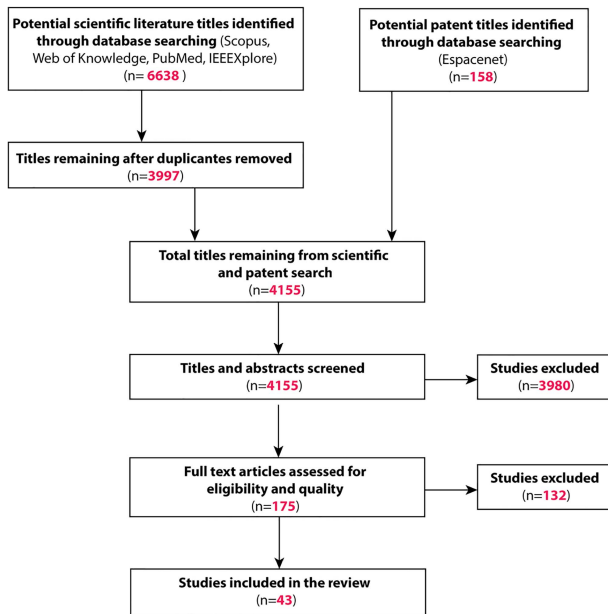 Potential scientific literature titles identified
through database searching (Scopus,
Web of Knowledge, PubMed, IEEEXplore)
(n= 6638 )
Potential patent titles identified
through database searching
(Espacenet)
(n=158)
Titles remaining after duplicantes removed
(n=3997)
Total titles remaining from scientific
and patent search
(n=4155)
Titles and abstracts screened
(n=4155)
Studies excluded
(n=3980)
Full text articles assessed for
eligibility and quality
(n=175)
Studies excluded
(n=132)
Studies included in the review
(n=43)